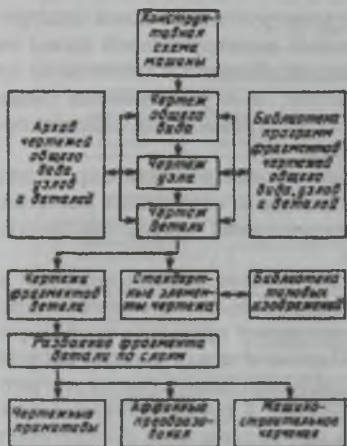 Конструк-
тивная
схема
машины
Чертеж
общего
вида
Архив
чертежей
общего
вида,
узлов
и деталей
Чертеж
узла
Чертеж
детали
Библиотека
программ
фрагментов
чертежей
общего
вида, узлов
и деталей
Чертежи
фрагментов
детали
Стандарт-
ные элемен-
ты чертежа
Библиотека
типовых
изображений
Разбиение фрагмента
детали по слоям
Чертежные
примитивы
Аффинные
преобразо-
вания
Машино-
строительное
черчение